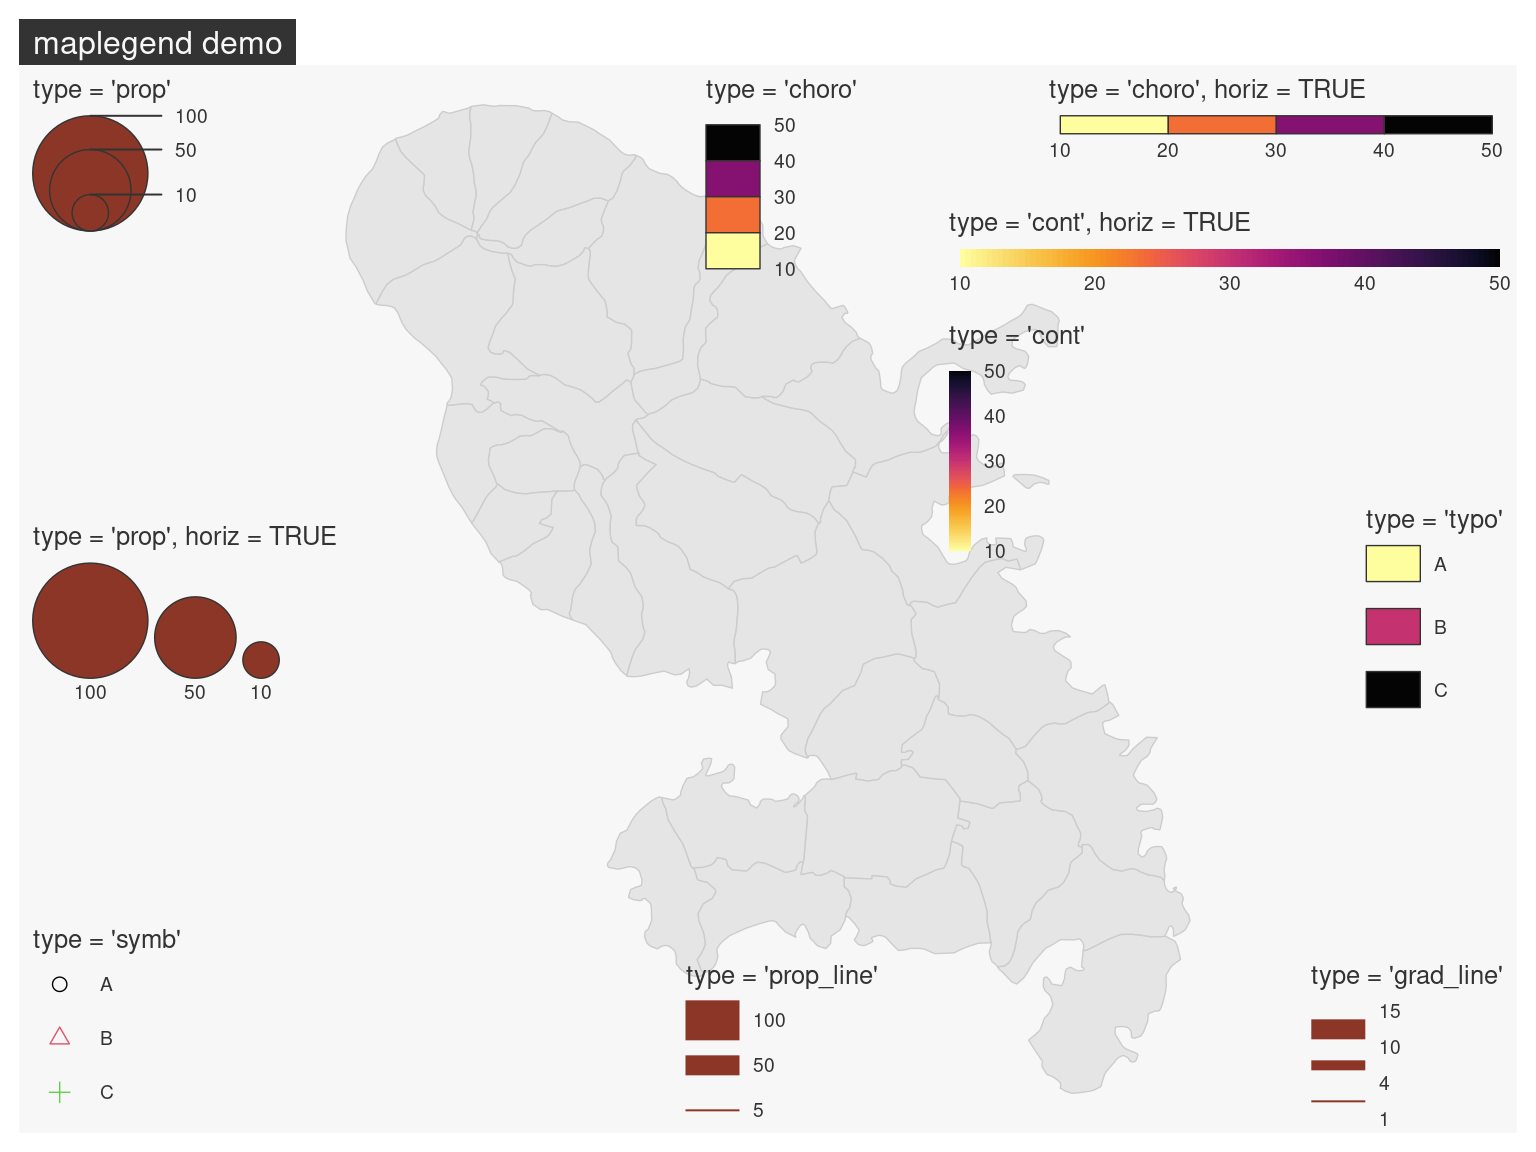 maplegend demo
type = 'prop'
100
50
10
type = 'choro'
50
40
30
20
10
type = 'choro', horiz = TRUE
10 20 30 40 50
type = 'cont', horiz = TRUE
10 20 30 40 50
type = 'cont'
50
40
30
20
10
type = 'prop', horiz = TRUE
100 50 10
type = 'typo'
A
B
C
type = 'symb'
A
B
C
type = 'prop_line'
100
50
5
type = 'grad_line'
15
10
4
1